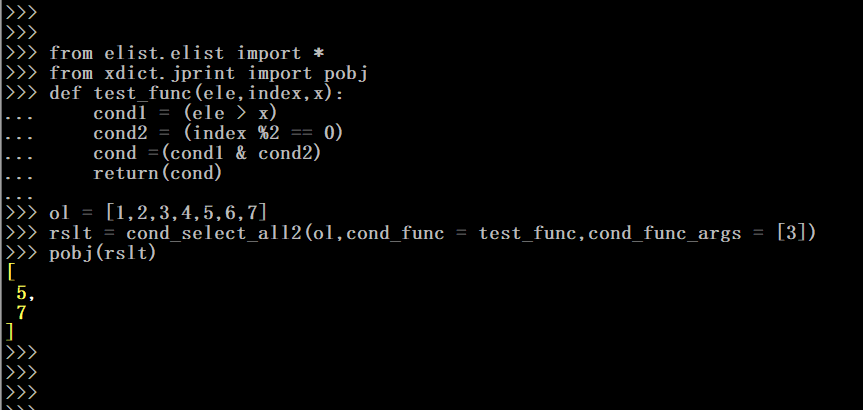 >>>
>>>
>>> from elist.elist import *
>>> from xdict.jprint import pobj
>>> def test_func(ele,index,x):
...     cond1 = (ele > x)
...     cond2 = (index %2 == 0)
...     cond =(cond1 & cond2)
...     return(cond)
...
>>> ol = [1,2,3,4,5,6,7]
>>> rslt = cond_select_all2(ol,cond_func = test_func,cond_func_args = [3])
>>> pobj(rslt)
[
 5,
 7
]
>>>
>>>
>>>
>>>